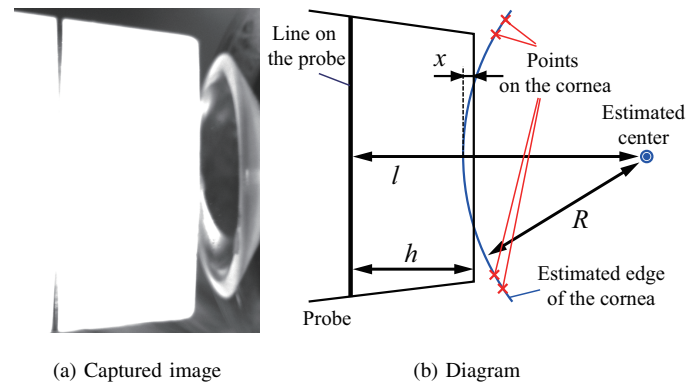 Line on
the probe
x
Points
on the cornea
Estimated
center
l
R
h
Estimated edge
of the cornea
Probe
(a) Captured image
(b) Diagram